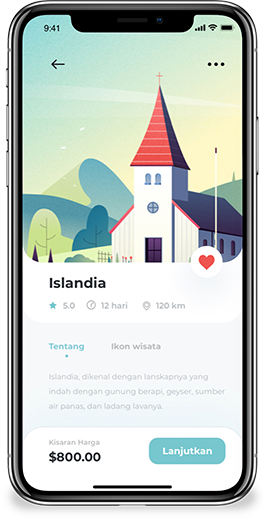 9:41
Islandia
5.0 12 hari 120 km
Tentang Ikon wisata
Islandia, dikenal dengan lanskapnya yang
indah dengan gunung berapi, geyser, sumber
air panas, dan ladang lavanya.
Kisaran Harga
$800.00
Lanjutkan